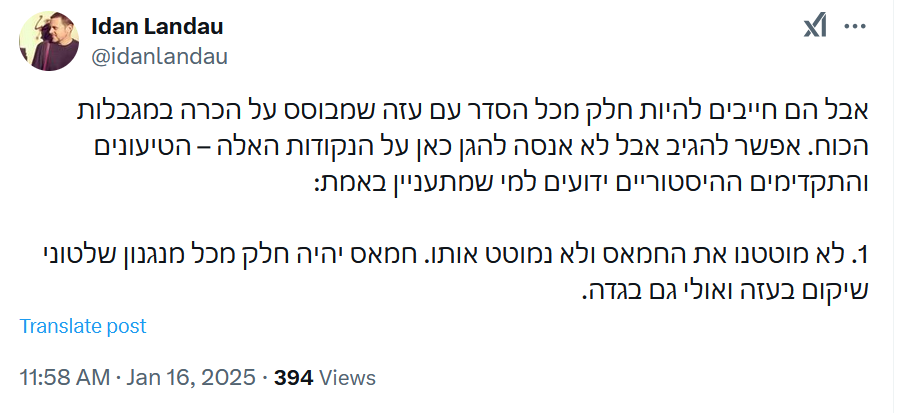 Idan Landau
@idanlandau
אבל הם חייבים להיות חלק מכל הסדר עם עזה שמבוסס על הכרה במגבלות
הכוח. אפשר להגיב אבל לא אנסה להגן כאן על הנקודות האלה – הטיעונים
והתקדימים ההיסטוריים ידועים למי שמתעניין באמת:
1. לא מוטטנו את החמאס ולא נמוטט אותו. חמאס יהיה חלק מכל מנגנון שלטוני
שיקום בעזה ואולי גם בגדה.
Translate post
11:58 AM · Jan 16, 2025 · 394 Views